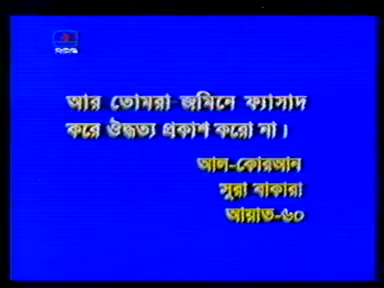 আর তোমরা জমিনে ফ্যাসাদ
করে ঔদ্ধত্য প্রকাশ করো না।
আল-কোরআন
সুরা বাকারা
আয়াত-৬০